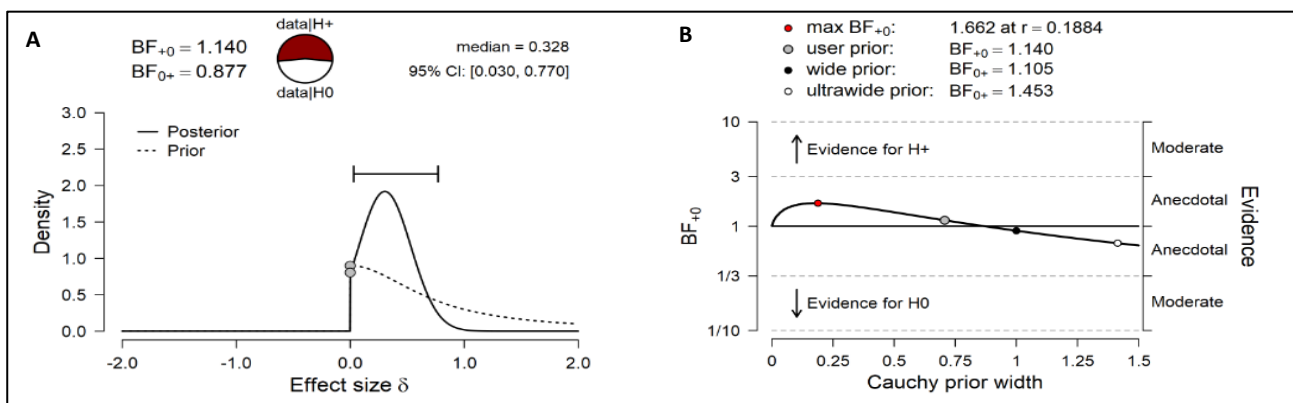 A
data|H+
BF+0 = 1.140
BF0+ = 0.877
data|H0
median = 0.328
95% CI: [0.030, 0.770]
Posterior
Prior
Density
3.0
2.5
2.0
1.5
1.0
0.5
0.0
-2.0 -1.0 0.0 1.0 2.0
Effect size δ
B
max BF+0: 1.662 at r = 0.1884
user prior: BF+0 = 1.140
wide prior: BF0+ = 1.105
ultrawide prior: BF0+ = 1.453
BF+0
10
3
1
1/3
1/10
Evidence for H+
Evidence for H0
Moderate
Anecdotal
Anecdotal
Moderate
Evidence
0 0.25 0.5 0.75 1 1.25 1.5
Cauchy prior width